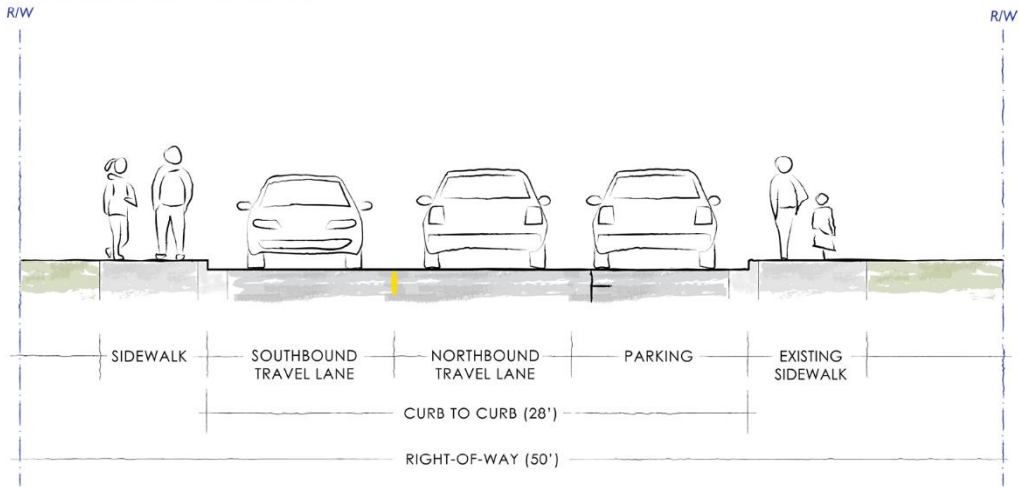 R/W
R/W
SIDEWALK
SOUTHBOUND
TRAVEL LANE
NORTHBOUND
TRAVEL LANE
PARKING
EXISTING
SIDEWALK
CURB TO CURB (28')
RIGHT-OF-WAY (50')